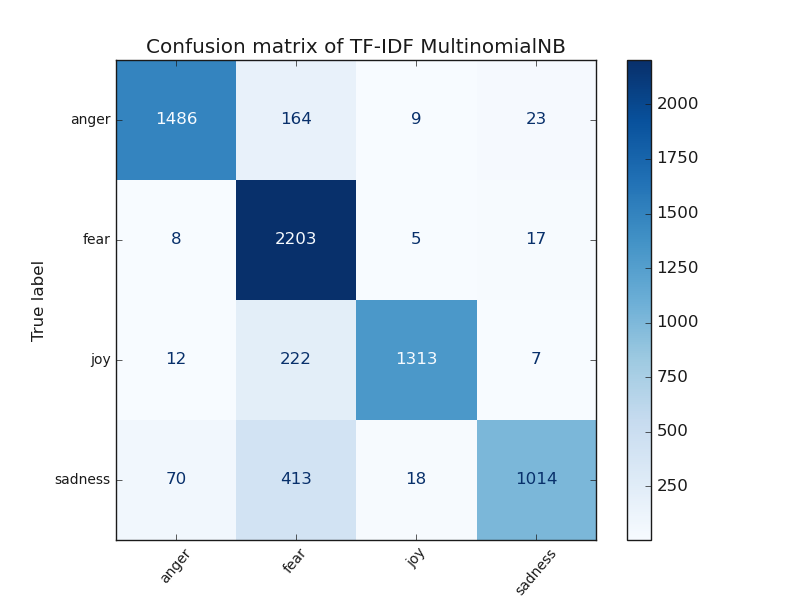 Confusion matrix of TF-IDF MultinomialNB
anger 1486 164 9 23
fear 8 2203 5 17
joy 12 222 1313 7
sadness 70 413 18 1014
True label
anger fear joy sadness
2000
1750
1500
1250
1000
750
500
250